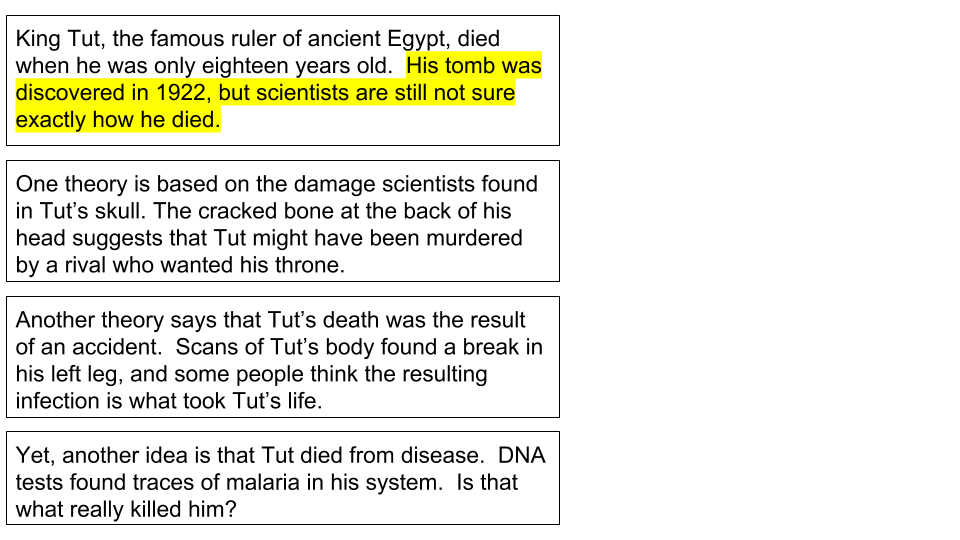 King Tut, the famous ruler of ancient Egypt, died
when he was only eighteen years old.  His tomb was
discovered in 1922, but scientists are still not sure
exactly how he died.
One theory is based on the damage scientists found
in Tut’s skull. The cracked bone at the back of his
head suggests that Tut might have been murdered
by a rival who wanted his throne.
Another theory says that Tut’s death was the result
of an accident.  Scans of Tut’s body found a break in
his left leg, and some people think the resulting
infection is what took Tut’s life.
Yet, another idea is that Tut died from disease.  DNA
tests found traces of malaria in his system.  Is that
what really killed him?